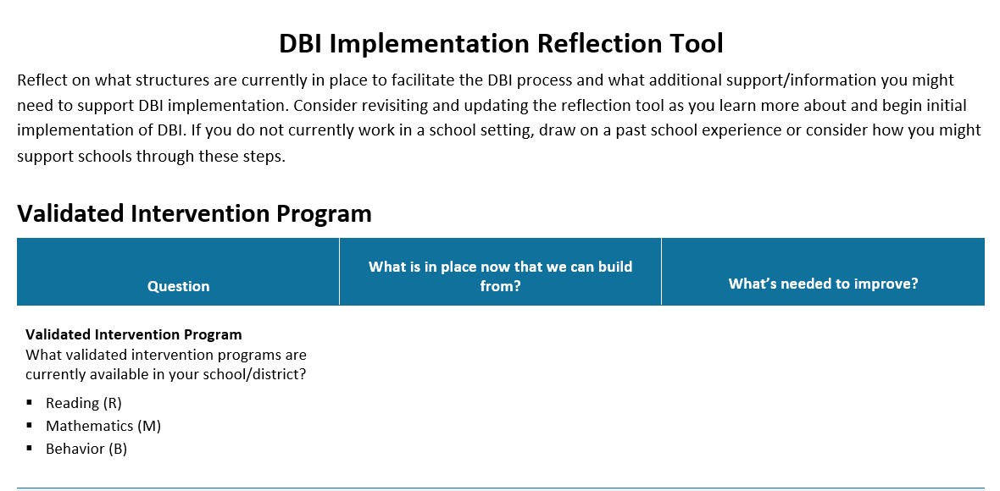 DBI Implementation Reflection Tool
Reflect on what structures are currently in place to facilitate the DBI process and what additional support/information you might
need to support DBI implementation. Consider revisiting and updating the reflection tool as you learn more about and begin initial
implementation of DBI. If you do not currently work in a school setting, draw on a past school experience or consider how you might
support schools through these steps.
Validated Intervention Program
Question
What is in place now that we can build
from?
What’s needed to improve?
Validated Intervention Program
What validated intervention programs are
currently available in your school/district?
▪ Reading (R)
▪ Mathematics (M)
▪ Behavior (B)